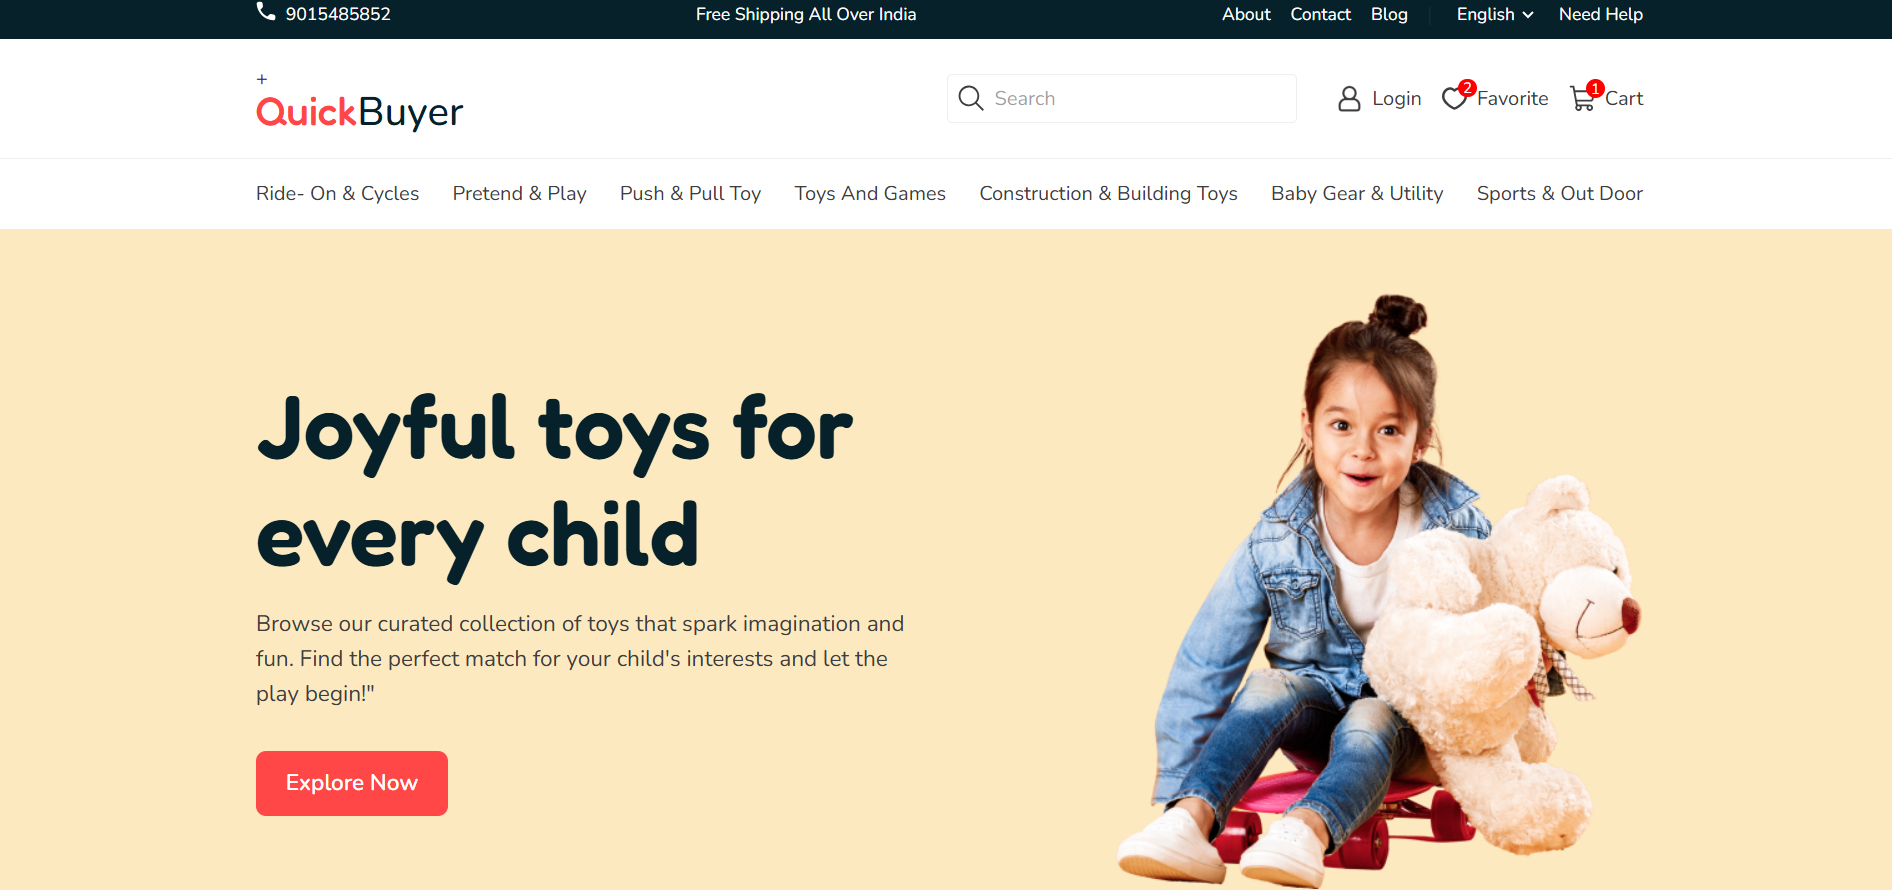 9015485852
Free Shipping All Over India
About Contact Blog English Need Help
+
QuickBuyer
Search
Login
2
Favorite
1
Cart
Ride- On & Cycles Pretend & Play Push & Pull Toy Toys And Games Construction & Building Toys Baby Gear & Utility Sports & Out Door
Joyful toys for
every child
Browse our curated collection of toys that spark imagination and
fun. Find the perfect match for your child's interests and let the
play begin!"
Explore Now